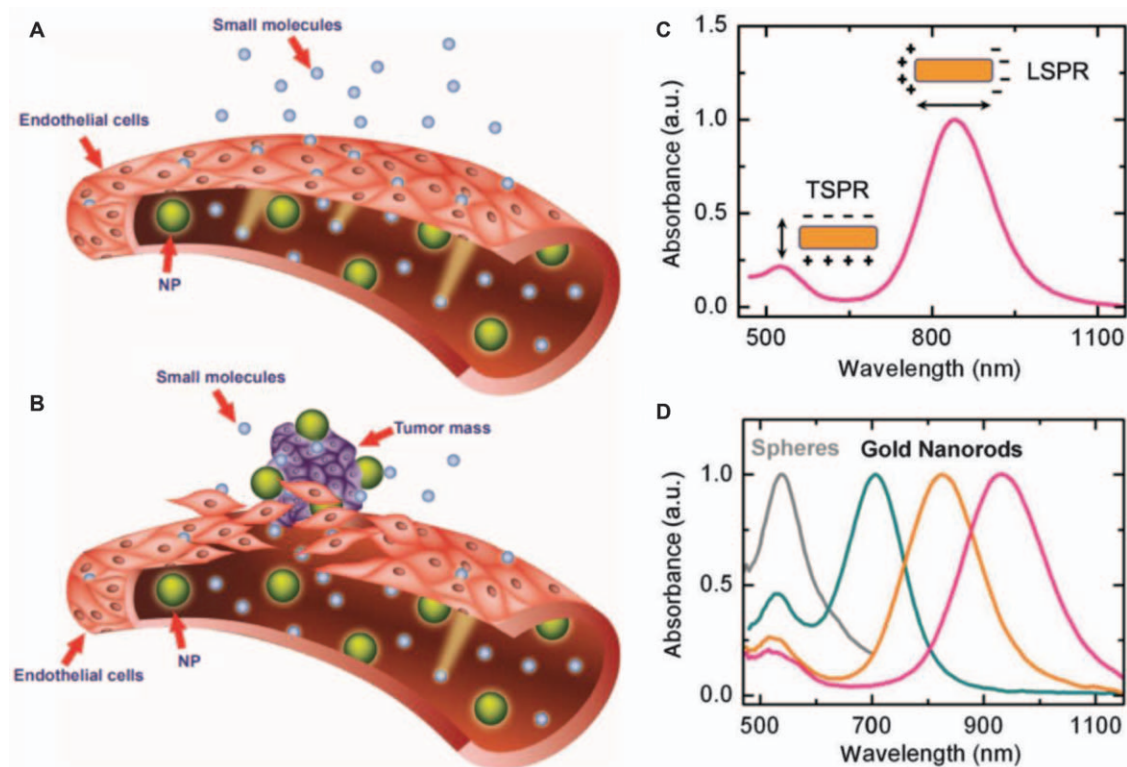 A
Small molecules
Endothelial cells
NP
B
Small molecules
Tumor mass
NP
Endothelial cells
C
1.5
1.0
0.5
0.0
Absorbance (a.u.)
+ + + + +
- - - - -
LSPR
TSPR
- - - -
+ + + +
500 800 1100
Wavelength (nm)
D
Spheres Gold Nanorods
1.0
0.5
0.0
Absorbance (a.u.)
500 700 900 1100
Wavelength (nm)